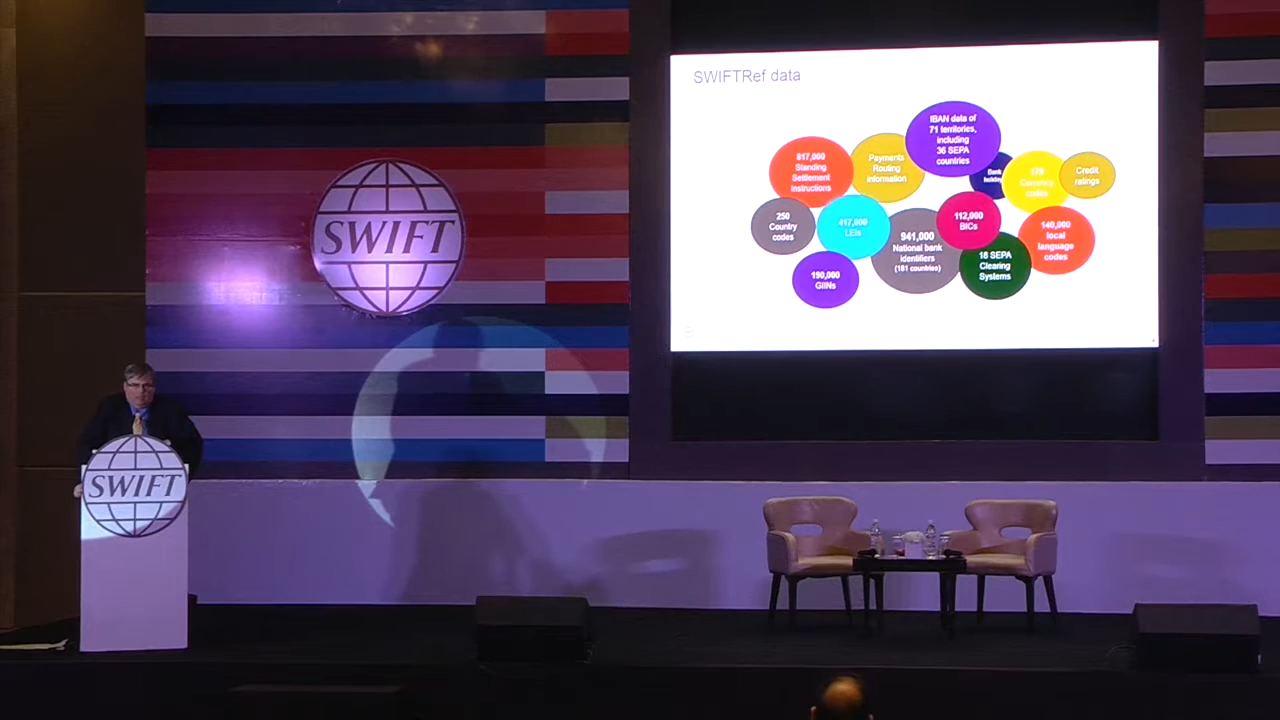 SWIFTRef data
IBAN data of
71 territories,
including
36 SEPA
countries
817,000
Standing
Settlement
Instructions
Payments
Routing
information
Bank
holiday
Currency
codes
Credit
ratings
250
Country
codes
417,000
LEIs
941,000
National bank
identifiers
(181 countries)
112,000
BICs
140,000
local
language
codes
18 SEPA
Clearing
Systems
190,000
GIINs
SWIFT
SWIFT